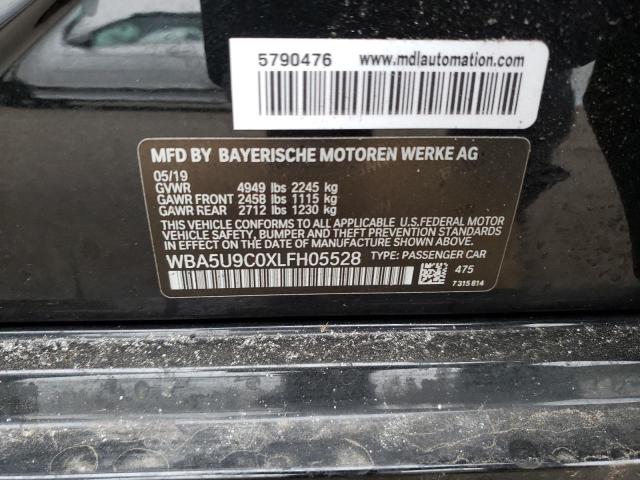 5790476 www.mdlautomation.com
MFD BY BAYERISCHE MOTOREN WERKE AG
05/19
GVWR 4949 lbs 2245 kg
GAWR FRONT 2458 lbs 1115 kg
GAWR REAR 2712 lbs 1230 kg
THIS VEHICLE CONFORMS TO ALL APPLICABLE U.S.FEDERAL MOTOR
VEHICLE SAFETY, BUMPER AND THEFT PREVENTION STANDARDS IN
EFFECT ON THE DATE OF MANUFACTURE SHOWN ABOVE.
WBA5U9C0XLFH05528 TYPE: PASSENGER CAR
475
7315814